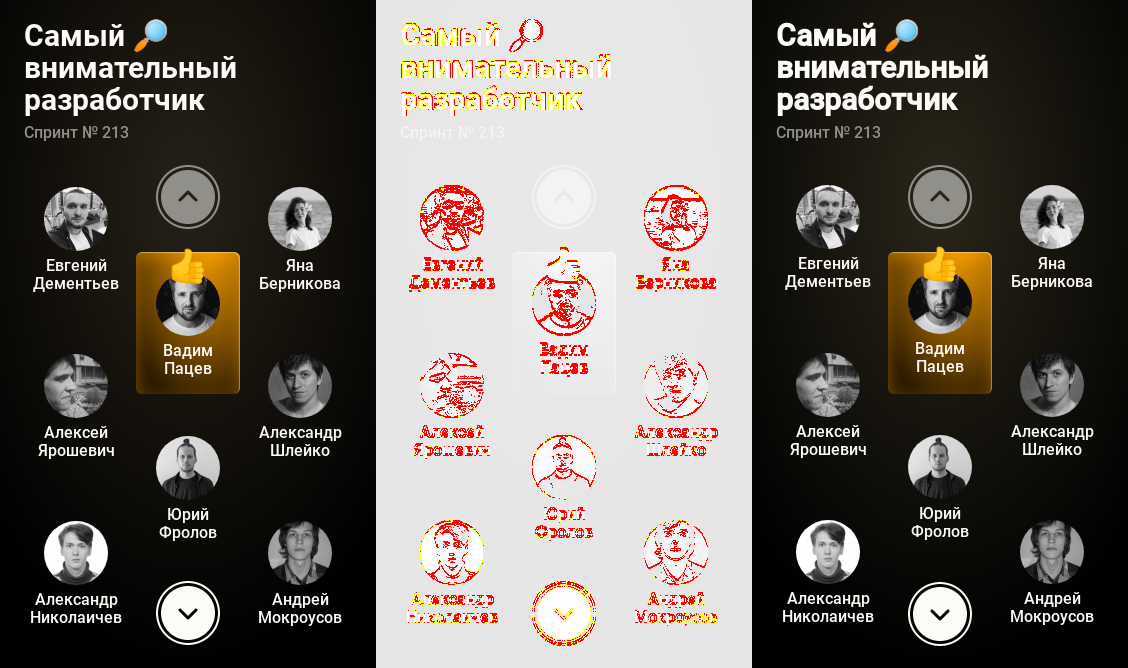 Самый 🔎
внимательный
разработчик
Спринт № 213
Евгений
Дементьев
Яна
Берникова
👍
Вадим
Пацев
Алексей
Ярошевич
Александр
Шлейко
Юрий
Фролов
Александр
Николаичев
Андрей
Мокроусов
Самый 🔎
внимательный
разработчик
Спринт № 213
Евгений
Дементьев
Яна
Берникова
Вадим
Пацев
Алексей
Ярошевич
Александр
Шлейко
Юрий
Фролов
Александр
Николаичев
Андрей
Мокроусов
Самый 🔎
внимательный
разработчик
Спринт № 213
Евгений
Дементьев
Яна
Берникова
👍
Вадим
Пацев
Алексей
Ярошевич
Александр
Шлейко
Юрий
Фролов
Александр
Николаичев
Андрей
Мокроусов